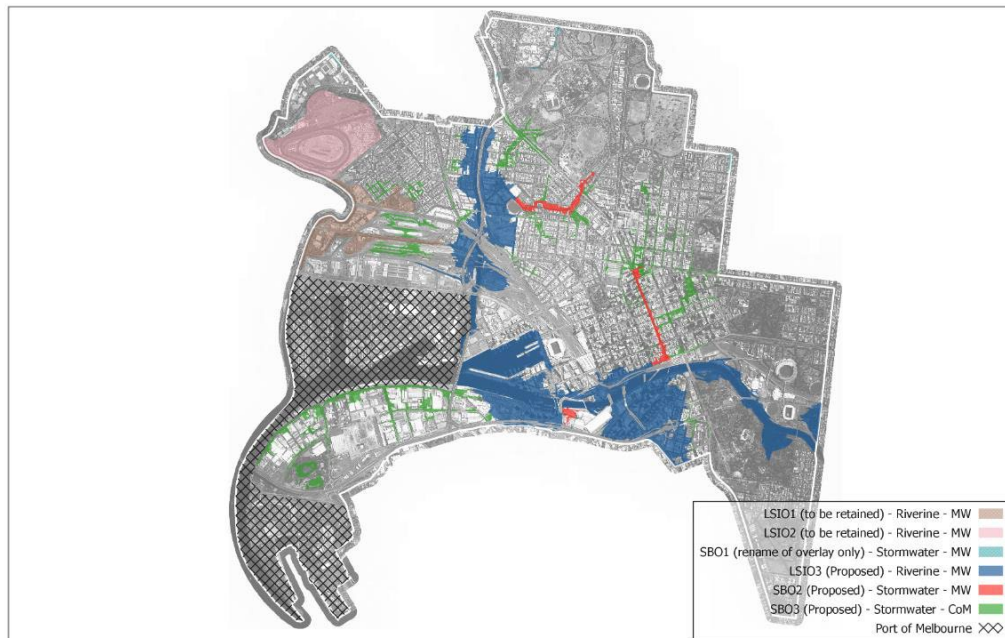 LSIO1 (to be retained) - Riverine - MW
LSIO2 (to be retained) - Riverine - MW
SBO1 (rename of overlay only) - Stormwater - MW
LSIO3 (Proposed) - Riverine - MW
SBO2 (Proposed) - Stormwater - MW
SBO3 (Proposed) - Stormwater - CoM
Port of Melbourne